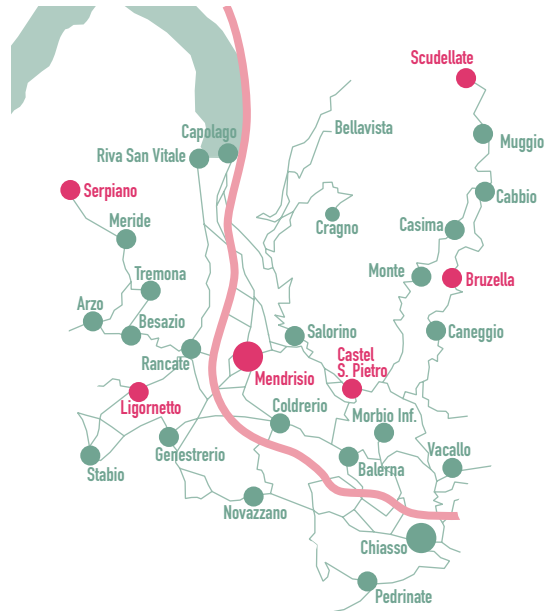 Scudellate
Bellavista
Capolago
Muggio
Riva San Vitale
Serpiano
Cabbio
Meride
Cragno
Casima
Tremona
Monte
Bruzella
Arzo
Besazio
Salorino
Caneggio
Rancate
Castel
S. Pietro
Mendrisio
Ligornetto
Coldrerio
Morbio Inf.
Genestrerio
Vacallo
Stabio
Balerna
Novazzano
Chiasso
Pedrinate